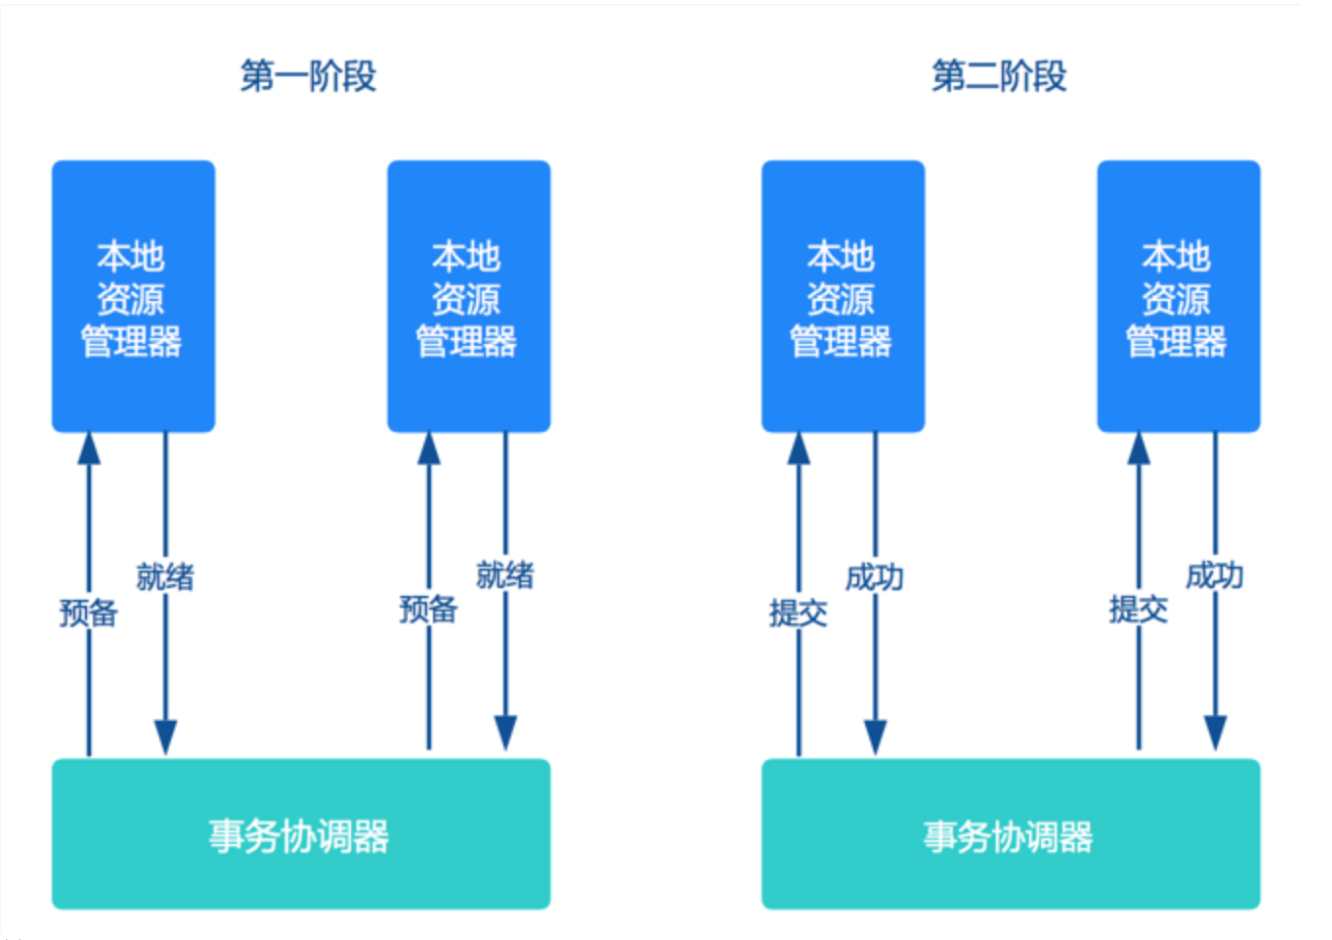 第一阶段
第二阶段
本地
资源
管理器
本地
资源
管理器
本地
资源
管理器
本地
资源
管理器
就绪
预备
就绪
预备
成功
提交
成功
提交
事务协调器
事务协调器